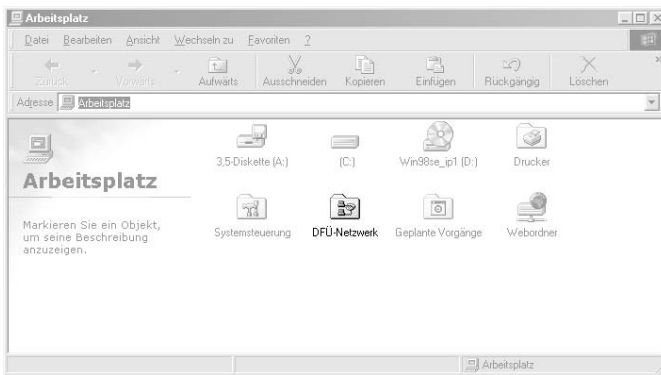 Arbeitsplatz
Datei Bearbeiten Ansicht Wechseln zu Favoriten ?
Zurück Vorwärts Aufwärts Ausschneiden Kopieren Einfügen Rückgängig Löschen
Adresse Arbeitsplatz
3,5-Diskette (A:) (C:) Win98se_ip1 (D:) Drucker
Arbeitsplatz
Markieren Sie ein Objekt,
um seine Beschreibung
anzuzeigen.
Systemsteuerung DFÜ-Netzwerk Geplante Vorgänge Webordner
Arbeitsplatz